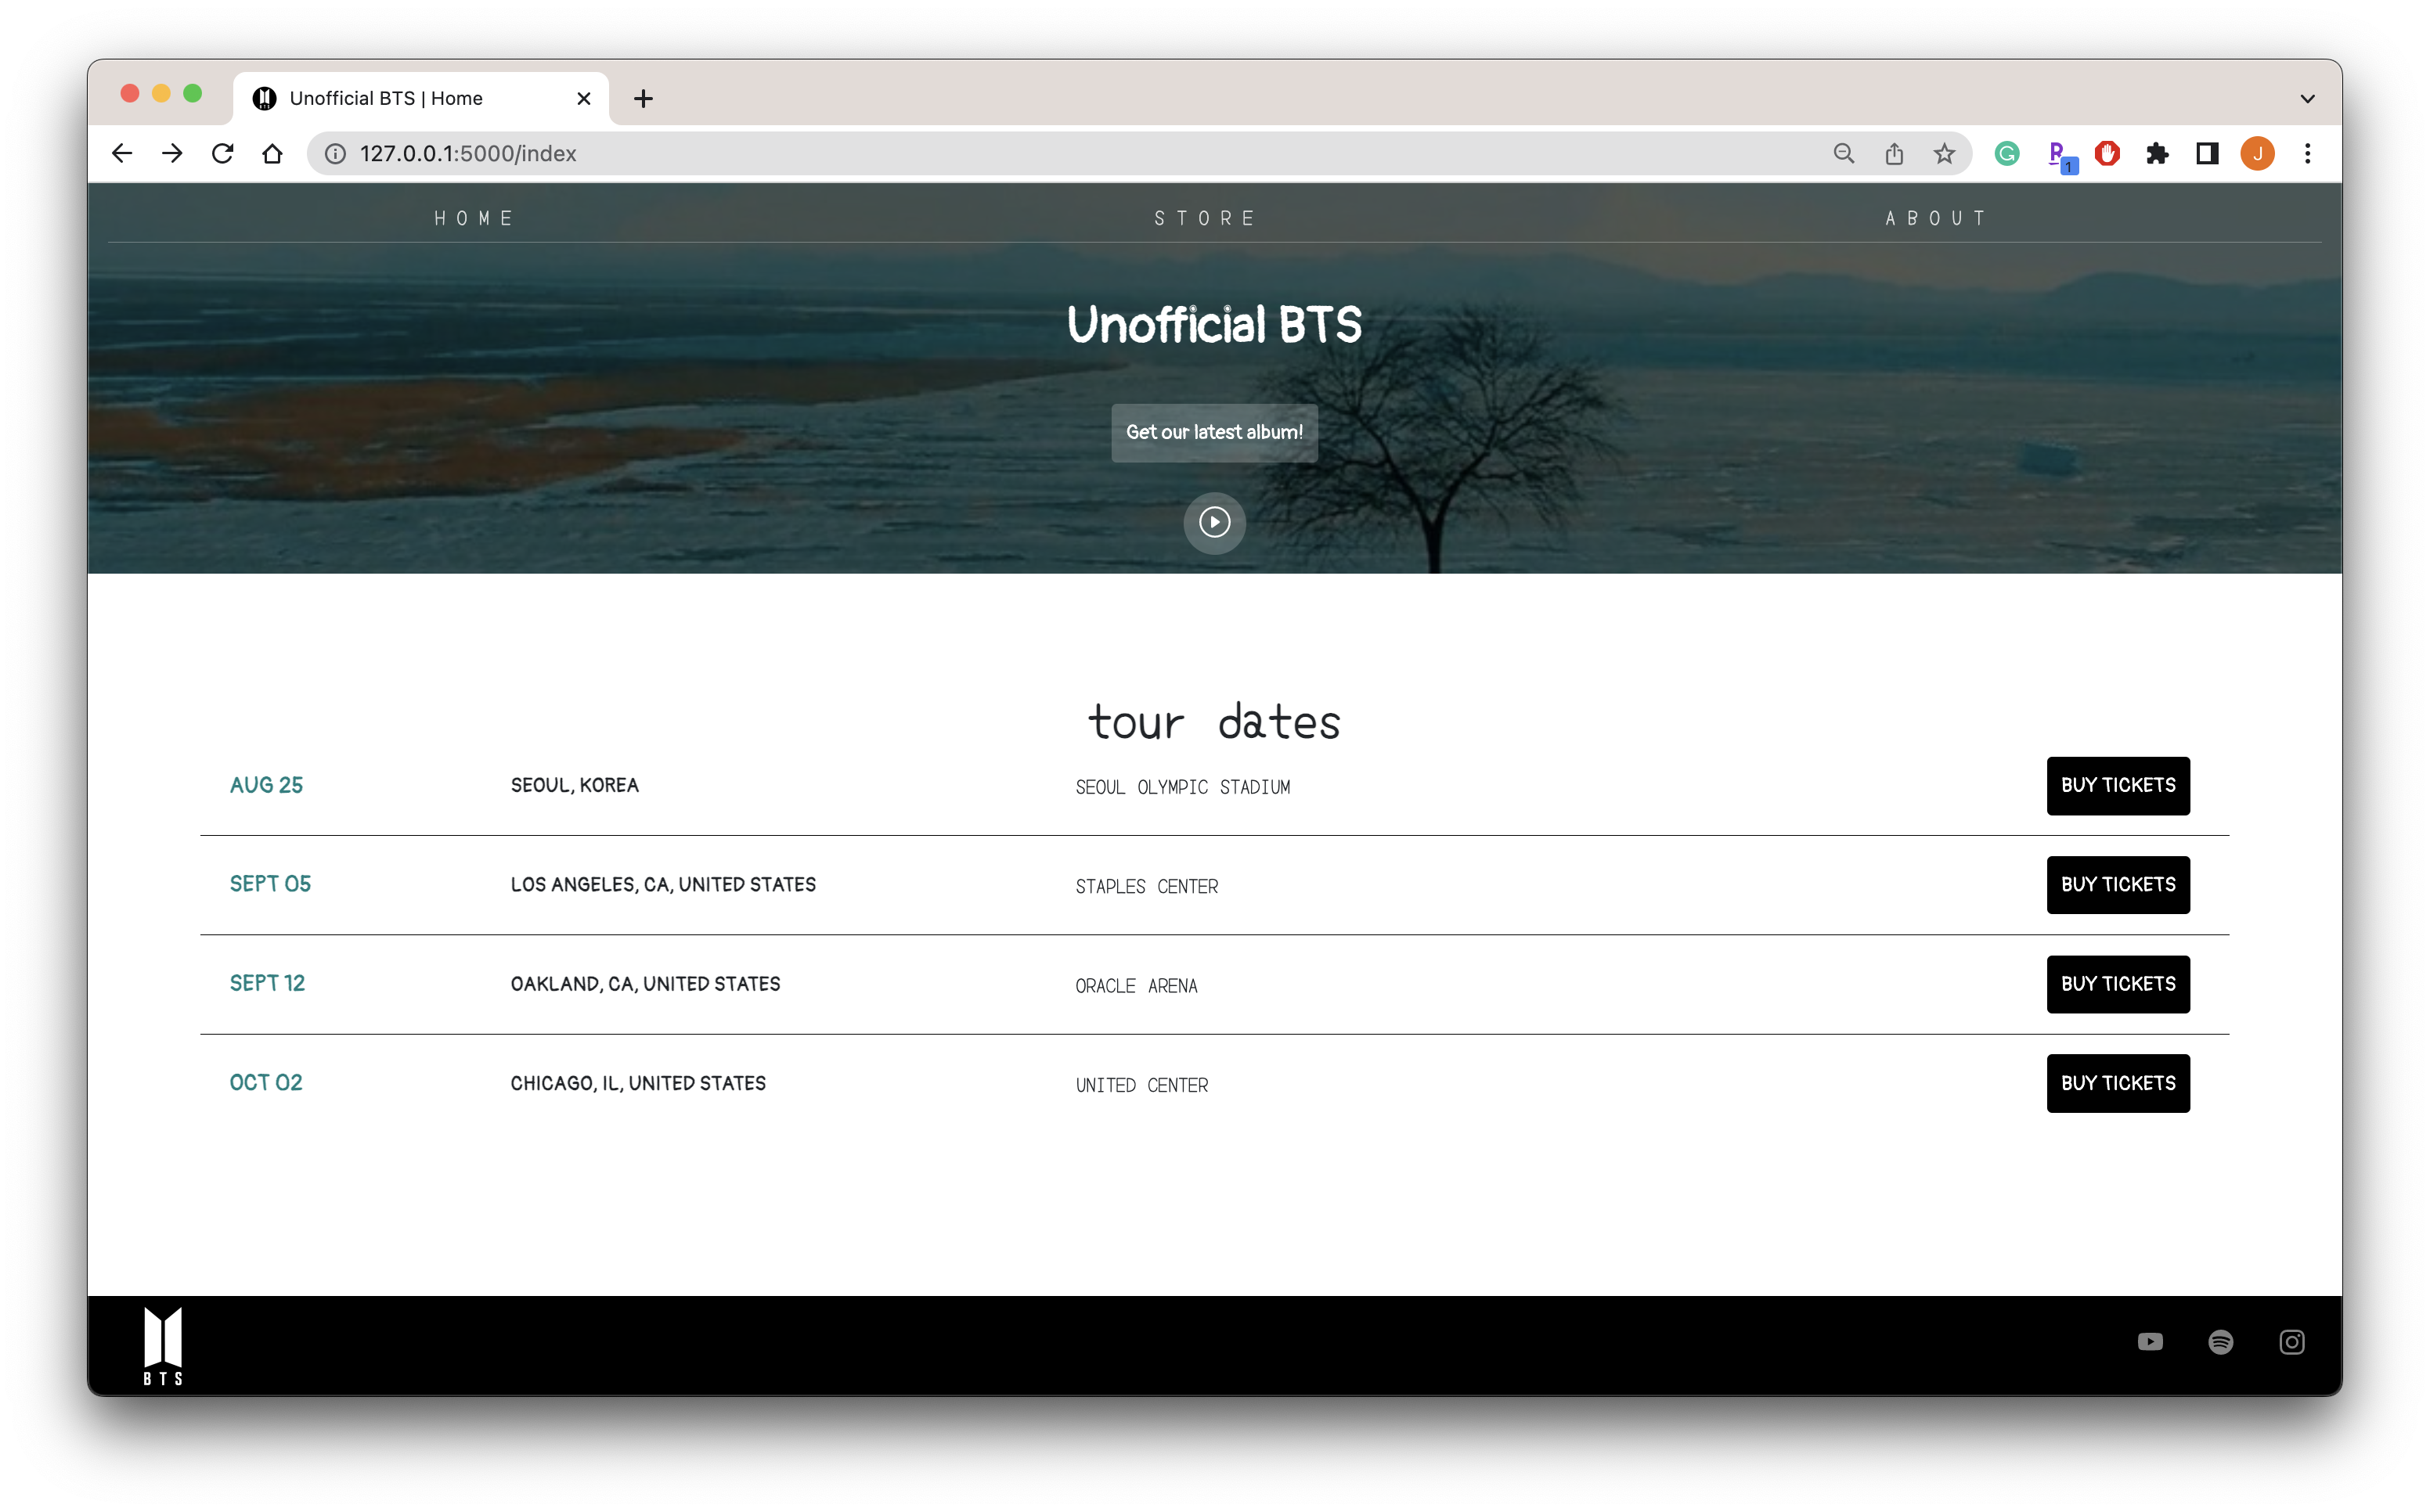 Unofficial BTS | Home
127.0.0.1:5000/index
1
J
HOME STORE ABOUT
Unofficial BTS
Get our latest album!
tour dates
AUG 25 SEOUL, KOREA SEOUL OLYMPIC STADIUM BUY TICKETS
SEPT 05 LOS ANGELES, CA, UNITED STATES STAPLES CENTER BUY TICKETS
SEPT 12 OAKLAND, CA, UNITED STATES ORACLE ARENA BUY TICKETS
OCT 02 CHICAGO, IL, UNITED STATES UNITED CENTER BUY TICKETS
BTS